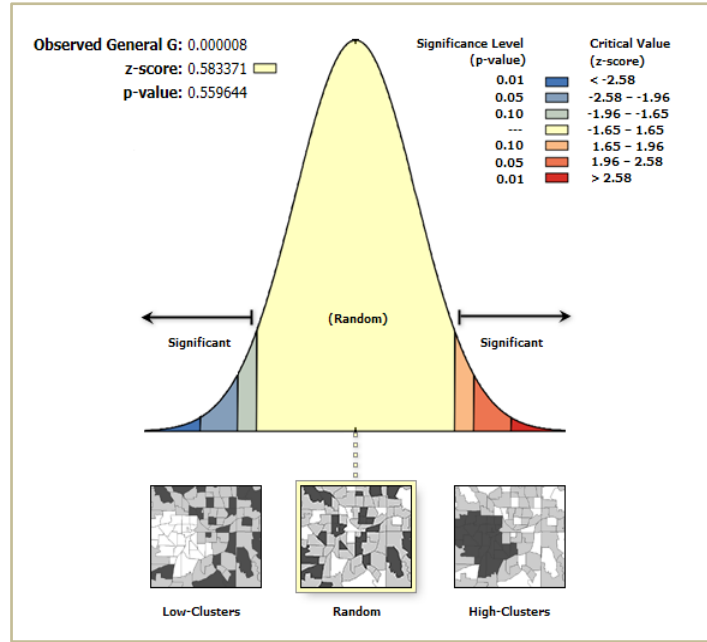 Observed General G: 0.000008
z-score: 0.583371
p-value: 0.559644
Significance Level
(p-value)
Critical Value
(z-score)
0.01 < -2.58
0.05 -2.58 – -1.96
0.10 -1.96 – -1.65
--- -1.65 – 1.65
0.10 1.65 – 1.96
0.05 1.96 – 2.58
0.01 > 2.58
(Random)
Significant
Significant
Low-Clusters
Random
High-Clusters